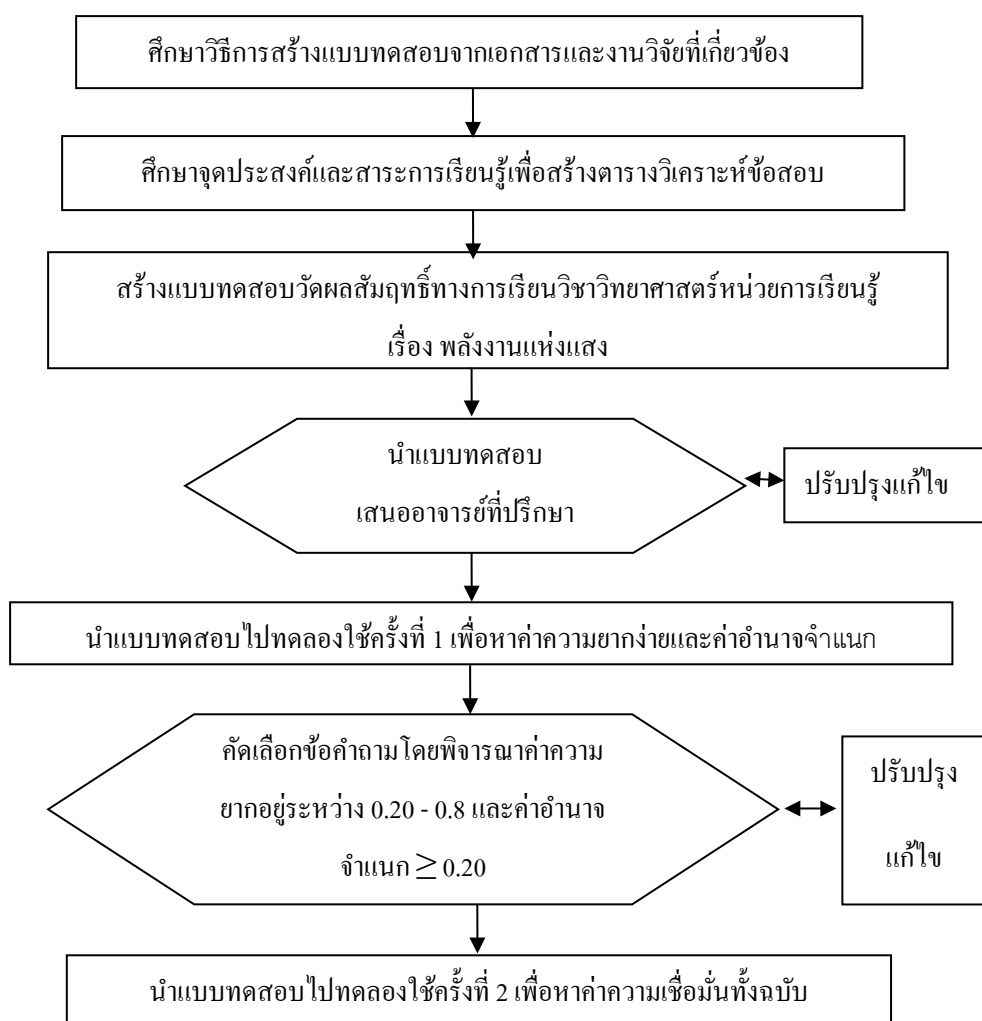 ศึกษาวิธีการสร้างแบบทดสอบจากเอกสารและงานวิจัยที่เกี่ยวข้อง
ศึกษาจุดประสงค์และสาระการเรียนรู้เพื่อสร้างตารางวิเคราะห์ข้อสอบ
สร้างแบบทดสอบวัดผลสัมฤทธิ์ทางการเรียนวิชาวิทยาศาสตร์หน่วยการเรียนรู้
เรื่อง พลังงานแห่งแสง
นำแบบทดสอบ
เสนออาจารย์ที่ปรึกษา
ปรับปรุงแก้ไข
นำแบบทดสอบไปทดลองใช้ครั้งที่ 1 เพื่อหาค่าความยากง่ายและค่าอำนาจจำแนก
คัดเลือกข้อคำถามโดยพิจารณาค่าความ
ยากอยู่ระหว่าง 0.20 - 0.8 และค่าอำนาจ
จำแนก ≥ 0.20
ปรับปรุง
แก้ไข
นำแบบทดสอบไปทดลองใช้ครั้งที่ 2 เพื่อหาค่าความเชื่อมั่นทั้งฉบับ